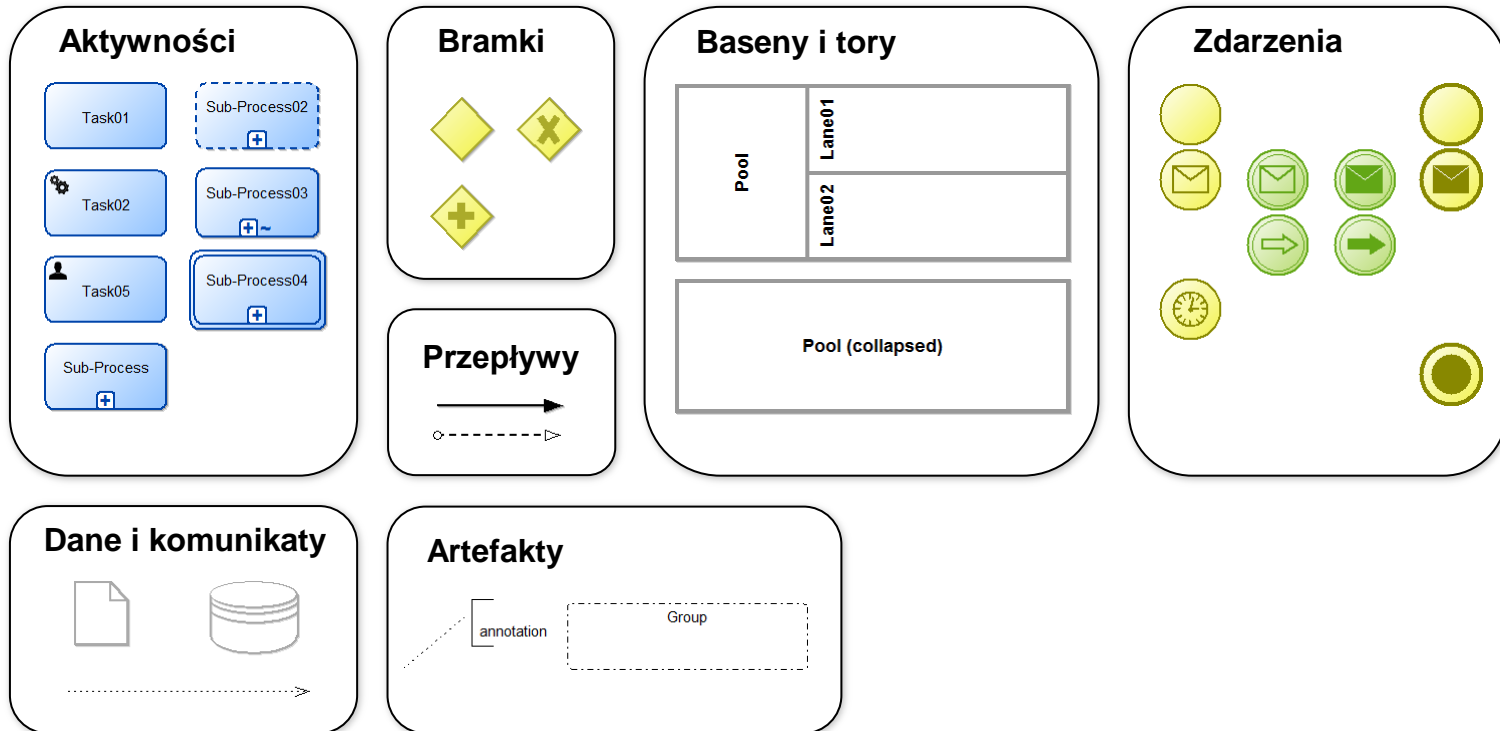 Aktywności
Task01
Sub-Process02
Task02
Sub-Process03
Task05
Sub-Process04
Sub-Process
Bramki
Przepływy
Baseny i tory
Pool
Lane01
Lane02
Pool (collapsed)
Zdarzenia
Dane i komunikaty
Artefakty
annotation
Group